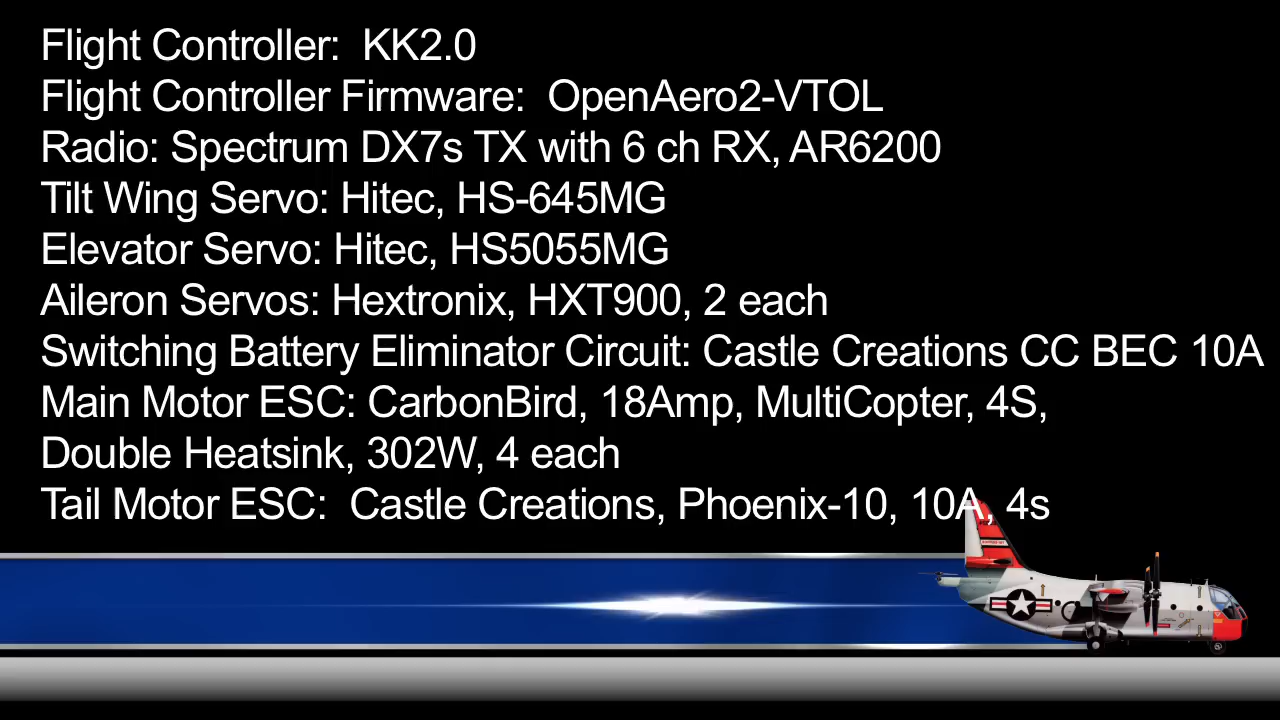 Flight Controller:  KK2.0
Flight Controller Firmware:  OpenAero2-VTOL
Radio: Spectrum DX7s TX with 6 ch RX, AR6200
Tilt Wing Servo: Hitec, HS-645MG
Elevator Servo: Hitec, HS5055MG
Aileron Servos: Hextronix, HXT900, 2 each
Switching Battery Eliminator Circuit: Castle Creations CC BEC 10A
Main Motor ESC: CarbonBird, 18Amp, MultiCopter, 4S,
Double Heatsink, 302W, 4 each
Tail Motor ESC:  Castle Creations, Phoenix-10, 10A, 4s